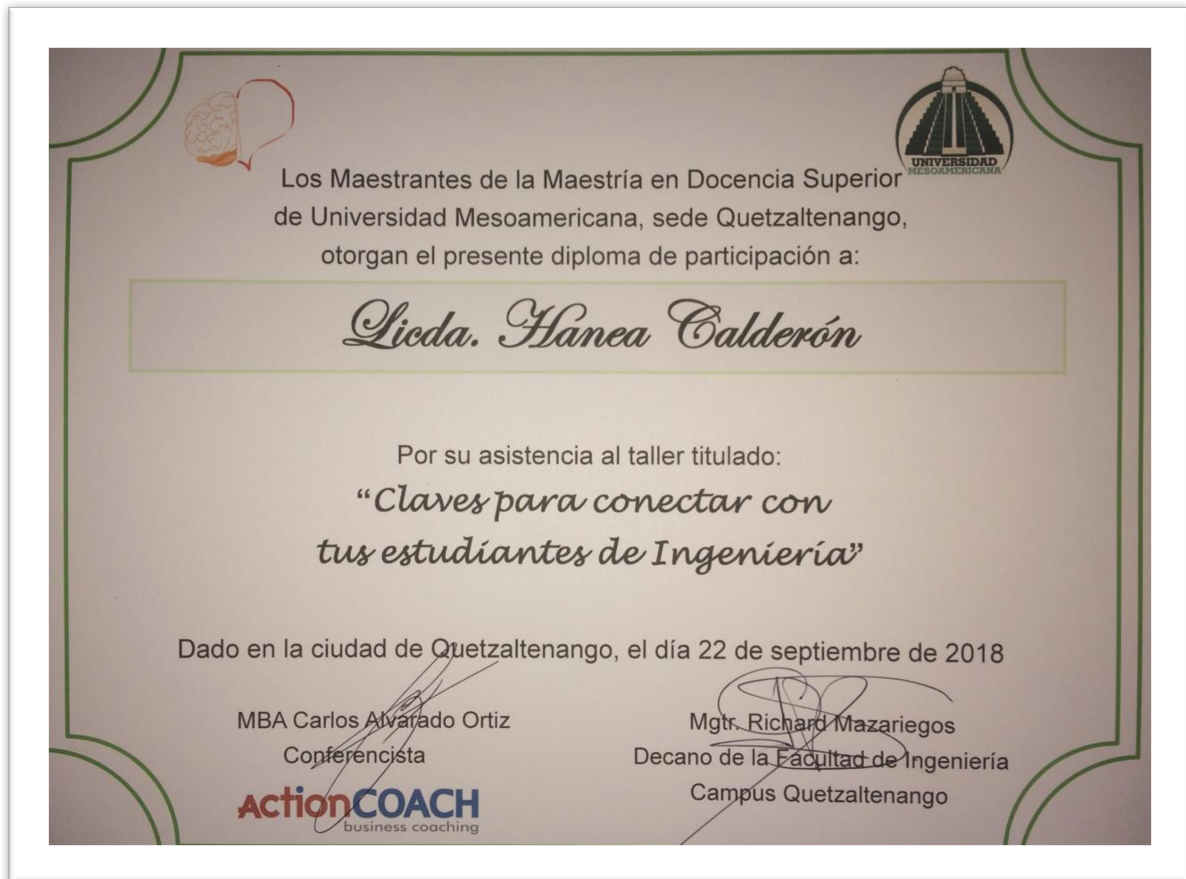 UNIVERSIDAD
MESOAMERICANA
Los Maestrantes de la Maestría en Docencia Superior
de Universidad Mesoamericana, sede Quetzaltenango,
otorgan el presente diploma de participación a:
Licda. Hánea Calderón
Por su asistencia al taller titulado:
“Claves para conectar con
tus estudiantes de Ingeniería”
Dado en la ciudad de Quetzaltenango, el día 22 de septiembre de 2018
MBA Carlos Alvarado Ortiz
Conferencista
ActionCOACH
business coaching
Mgtr. Richard Mazariegos
Decano de la Facultad de Ingeniería
Campus Quetzaltenango